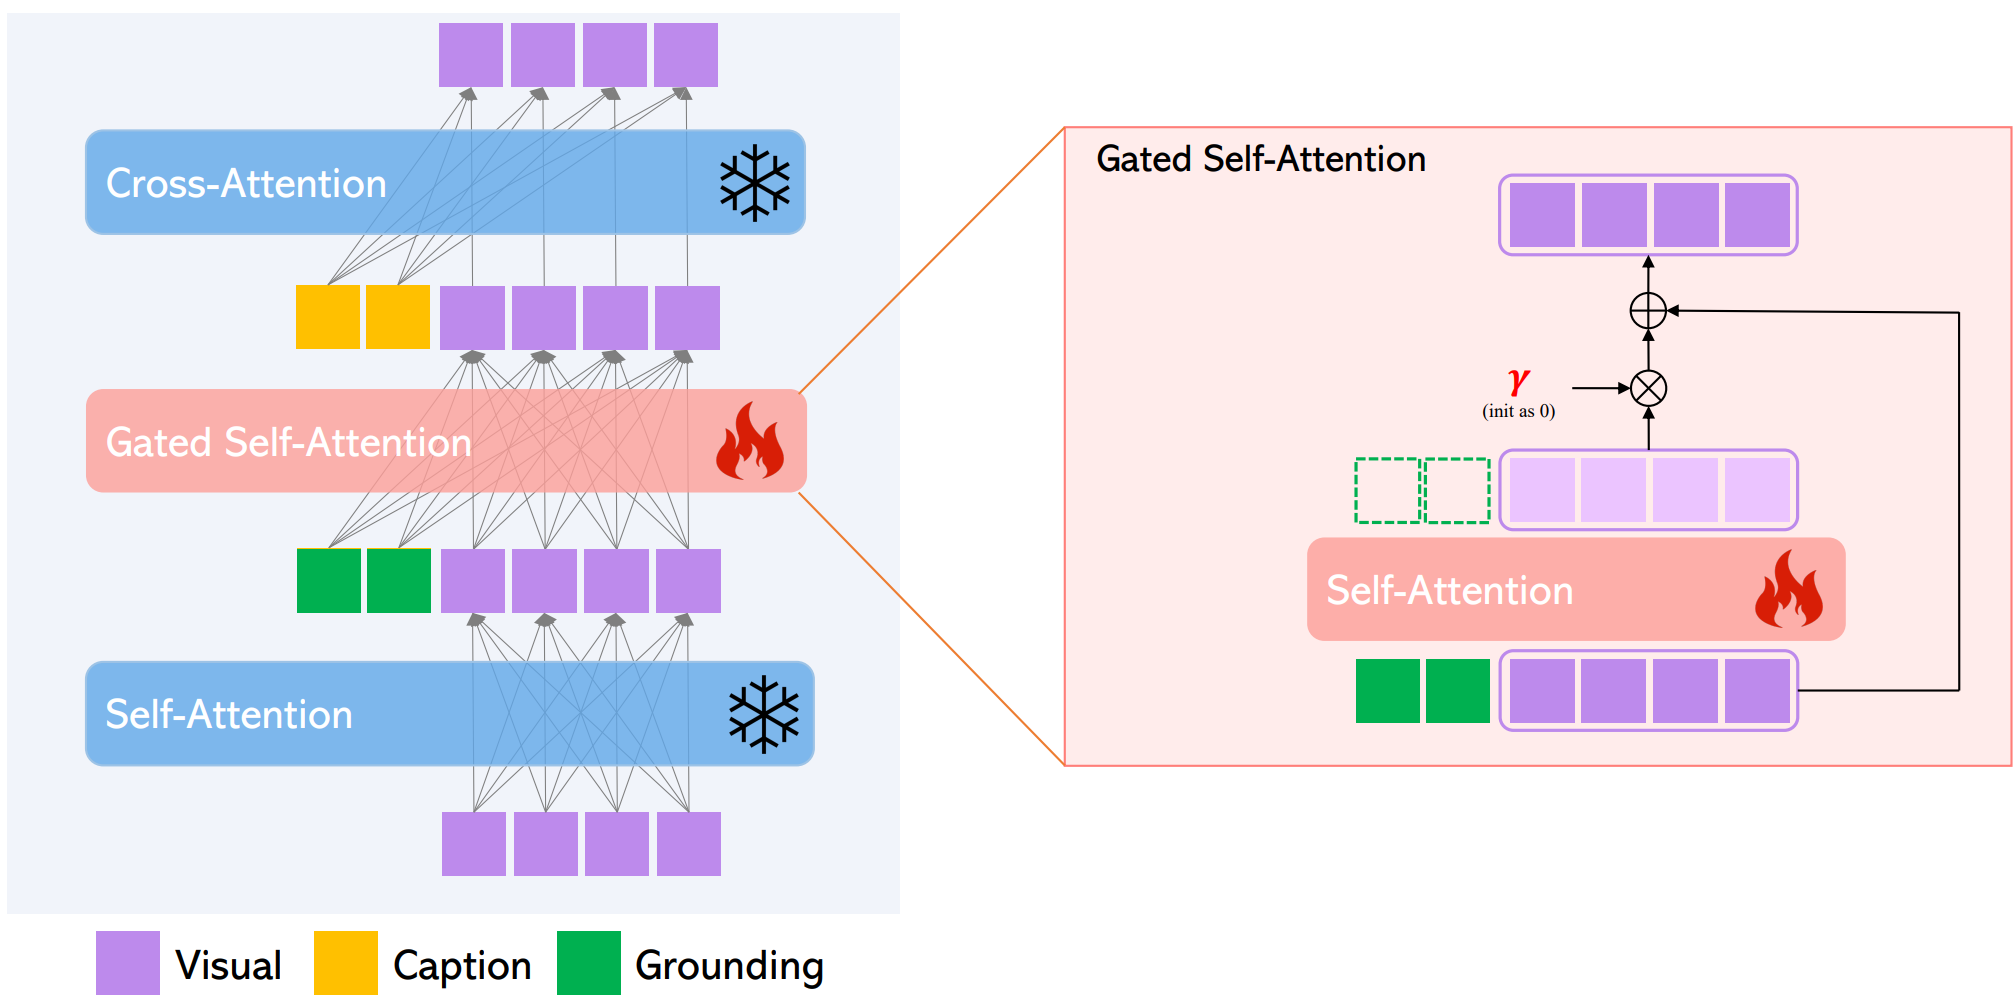 Cross-Attention
Gated Self-Attention
Self-Attention
Visual
Caption
Grounding
Gated Self-Attention
γ
(init as 0)
Self-Attention